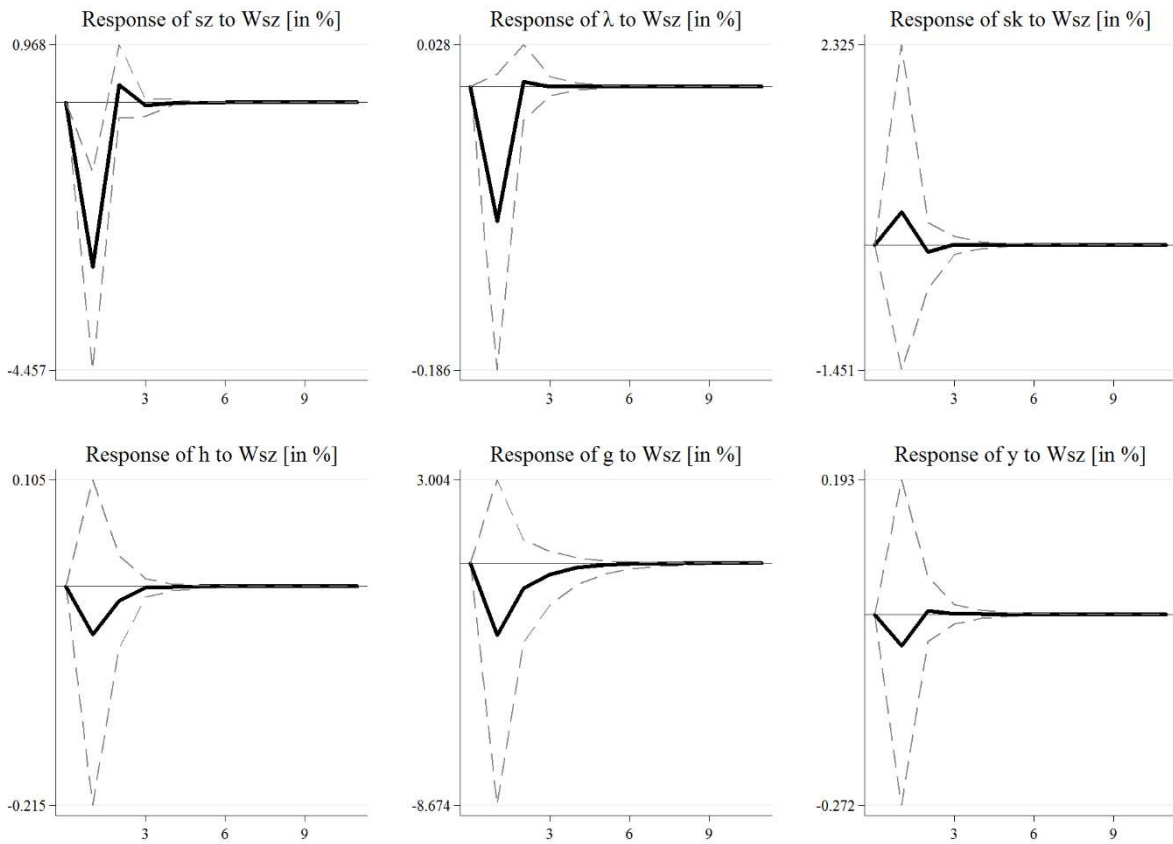 Response of sz to Wsz [in %]
0.968
-4.457
3 6 9
Response of λ to Wsz [in %]
0.028
-0.186
3 6 9
Response of sk to Wsz [in %]
2.325
-1.451
3 6 9
Response of h to Wsz [in %]
0.105
-0.215
3 6 9
Response of g to Wsz [in %]
3.004
-8.674
3 6 9
Response of y to Wsz [in %]
0.193
-0.272
3 6 9